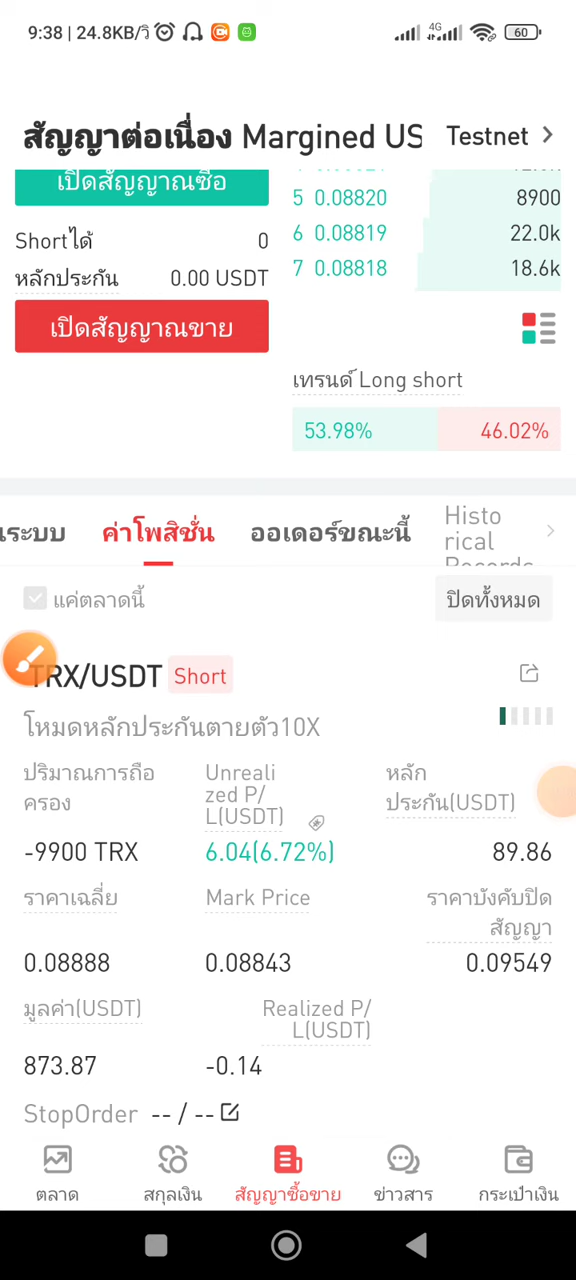 9:38 | 24.8KB/วิ
4G
60
สัญญาต่อเนื่อง Margined US
Testnet
เปิดสัญญาณซื้อ
5 0.08820 8900
Shortได้ 0
6 0.08819 22.0k
หลักประกัน 0.00 USDT
7 0.08818 18.6k
เปิดสัญญาณขาย
เทรนด์ Long short
53.98% 46.02%
นระบบ ค่าโพสิชั่น ออเดอร์ขณะนี้
Histo
rical
Records
แค่ตลาดนี้
ปิดทั้งหมด
TRX/USDT Short
โหมดหลักประกันตายตัว10X
ปริมาณการถือ
ครอง
Unreali
zed P/
L(USDT)
หลัก
ประกัน(USDT)
-9900 TRX 6.04(6.72%) 89.86
ราคาเฉลี่ย Mark Price
ราคาบังคับปิด
สัญญา
0.08888 0.08843 0.09549
มูลค่า(USDT)
Realized P/
L(USDT)
873.87 -0.14
StopOrder -- / --
ตลาด สกุลเงิน สัญญาซื้อขาย ข่าวสาร กระเป๋าเงิน